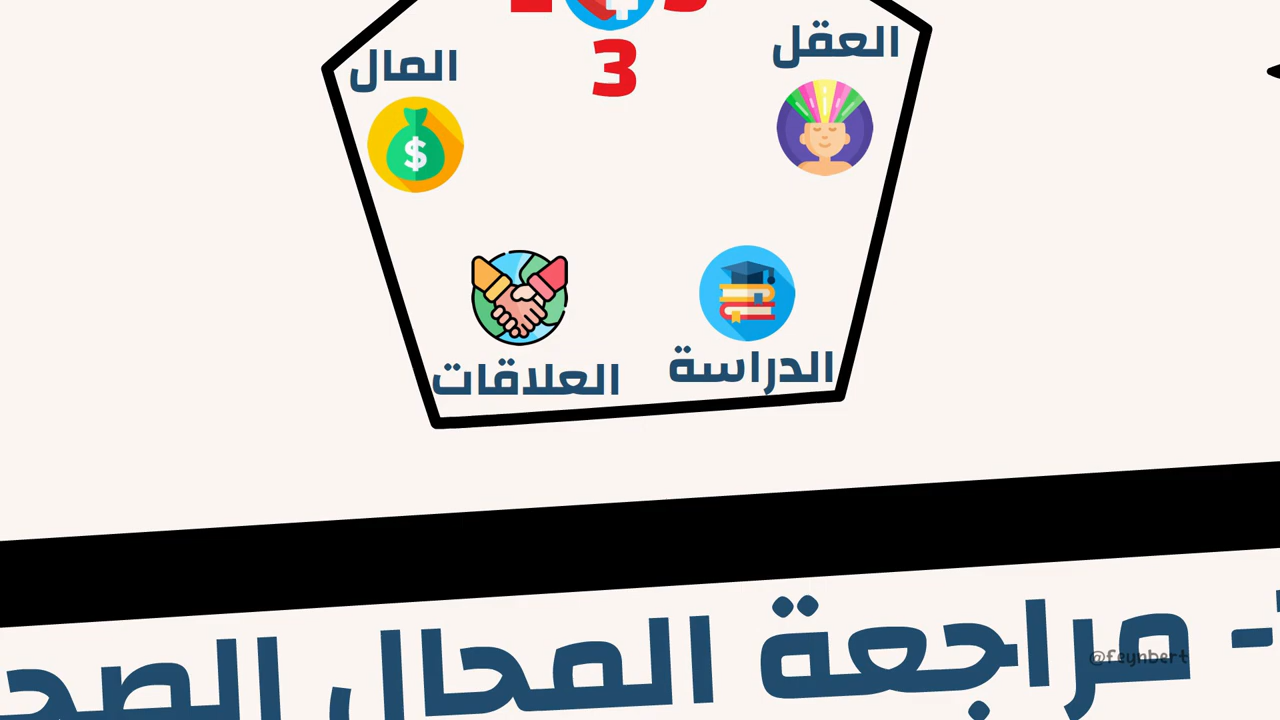 3
العقل
المال
$
الدراسة
العلاقات
- مراجعة المجال
@feynbert